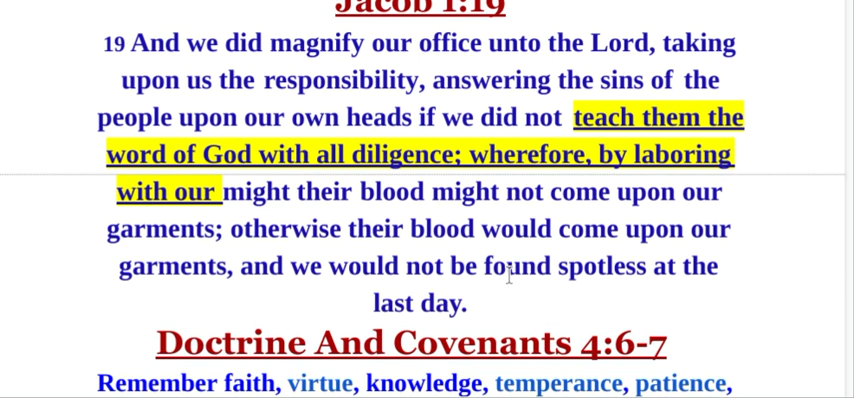 Jacob 1:19
19 And we did magnify our office unto the Lord, taking
upon us the responsibility, answering the sins of the
people upon our own heads if we did not teach them the
word of God with all diligence; wherefore, by laboring
with our might their blood might not come upon our
garments; otherwise their blood would come upon our
garments, and we would not be found spotless at the
last day.
Doctrine And Covenants 4:6-7
Remember faith, virtue, knowledge, temperance, patience,